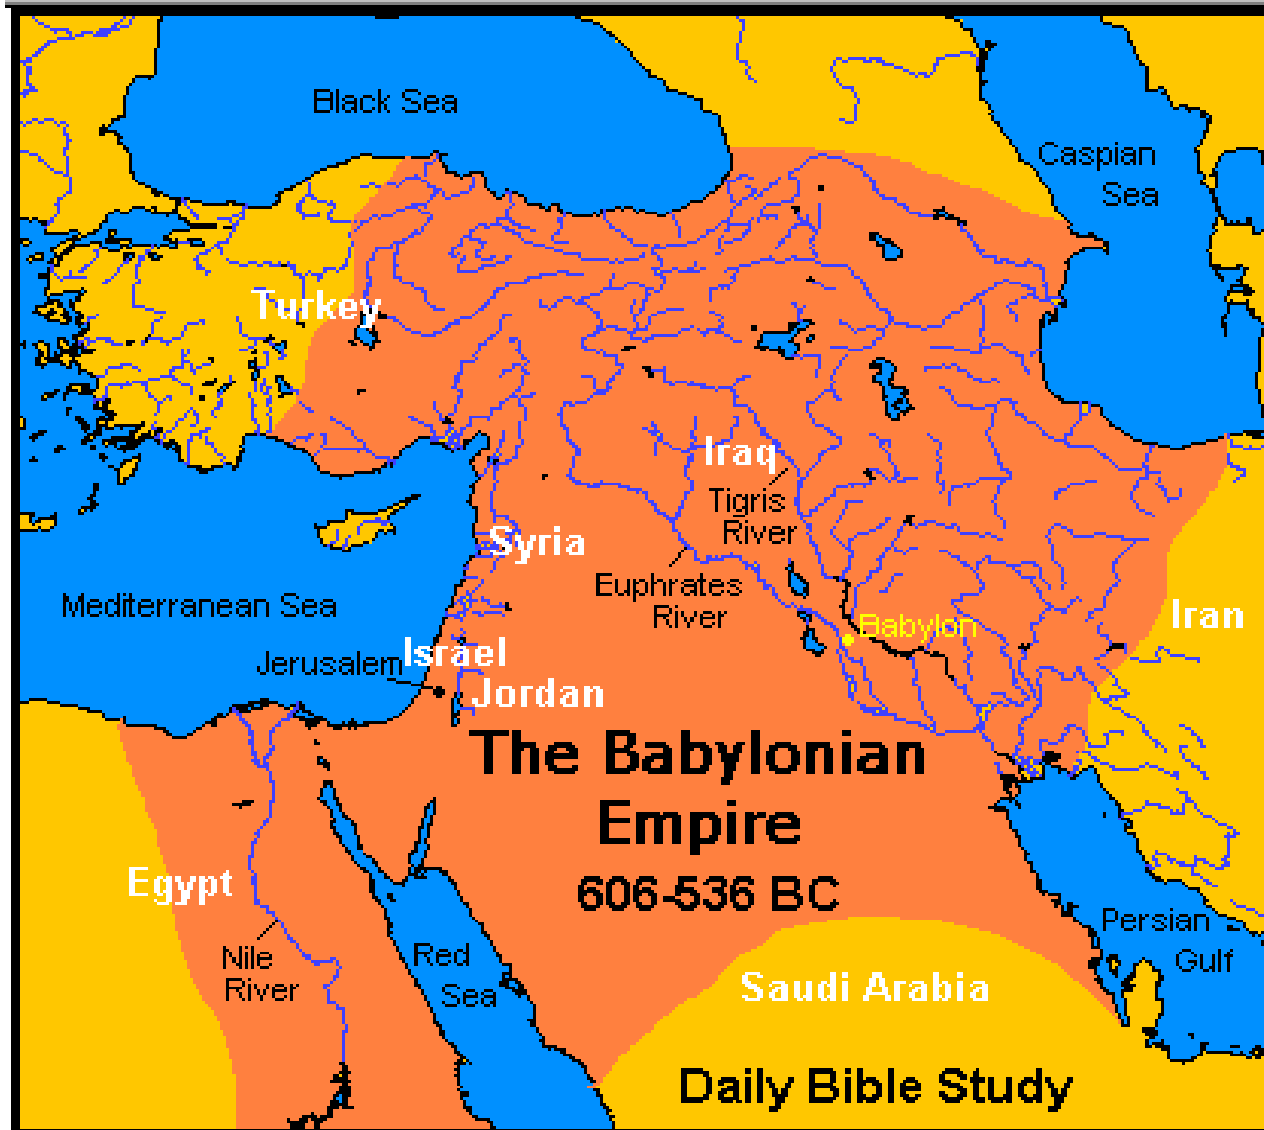 Black Sea
Caspian
Sea
Turkey
Iraq
Tigris
River
Syria
Euphrates
River
Mediterranean Sea
Babylon
Iran
Israel
Jerusalem
Jordan
The Babylonian
Empire
606-536 BC
Egypt
Nile
River
Red
Sea
Persian
Gulf
Saudi Arabia
Daily Bible Study